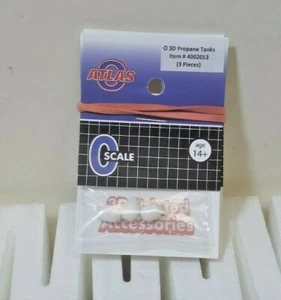 O 3D Propane Tanks
Item # 4002013
(3 Pieces)
ATLAS
O
SCALE
age
14+
3D Printed
Accessories